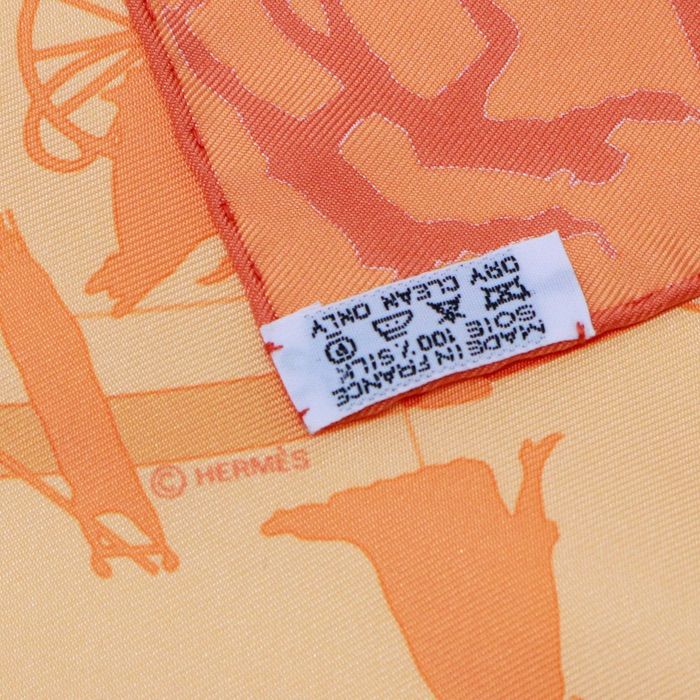 MADE IN FRANCE
SOIE 100% SILK
P
DRY CLEAN ONLY
© HERMÈS